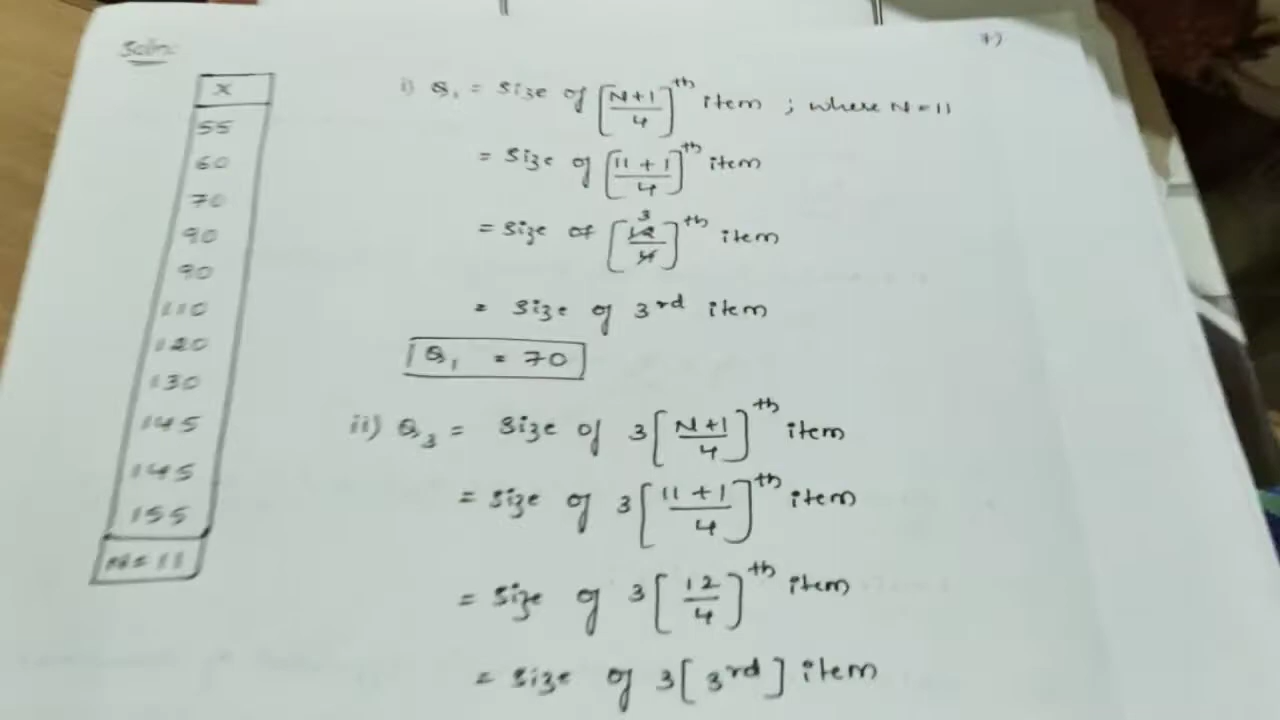 Soln:
7)
X
55
60
70
90
90
110
120
130
145
145
155
N = 11
i) Q₁ = Size of [N+1/4]ᵗʰ item ; where N = 11
= Size of [11+1/4]ᵗʰ item
3
= Size of [12/4]ᵗʰ item
= Size of 3ʳᵈ item
Q₁ = 70
ii) Q₃ = Size of 3[N+1/4]ᵗʰ item
= Size of 3[11+1/4]ᵗʰ item
= Size of 3[12/4]ᵗʰ item
= Size of 3[3ʳᵈ] item